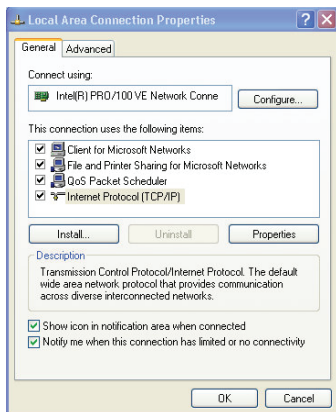 Local Area Connection Properties
General
Advanced
Connect using:
Intel(R) PRO/100 VE Network Conne
Configure...
This connection uses the following items:
Client for Microsoft Networks
File and Printer Sharing for Microsoft Networks
QoS Packet Scheduler
Internet Protocol (TCP/IP)
Install...
Uninstall
Properties
Description
Transmission Control Protocol/Internet Protocol. The default
wide area network protocol that provides communication
across diverse interconnected networks.
Show icon in notification area when connected
Notify me when this connection has limited or no connectivity
OK
Cancel